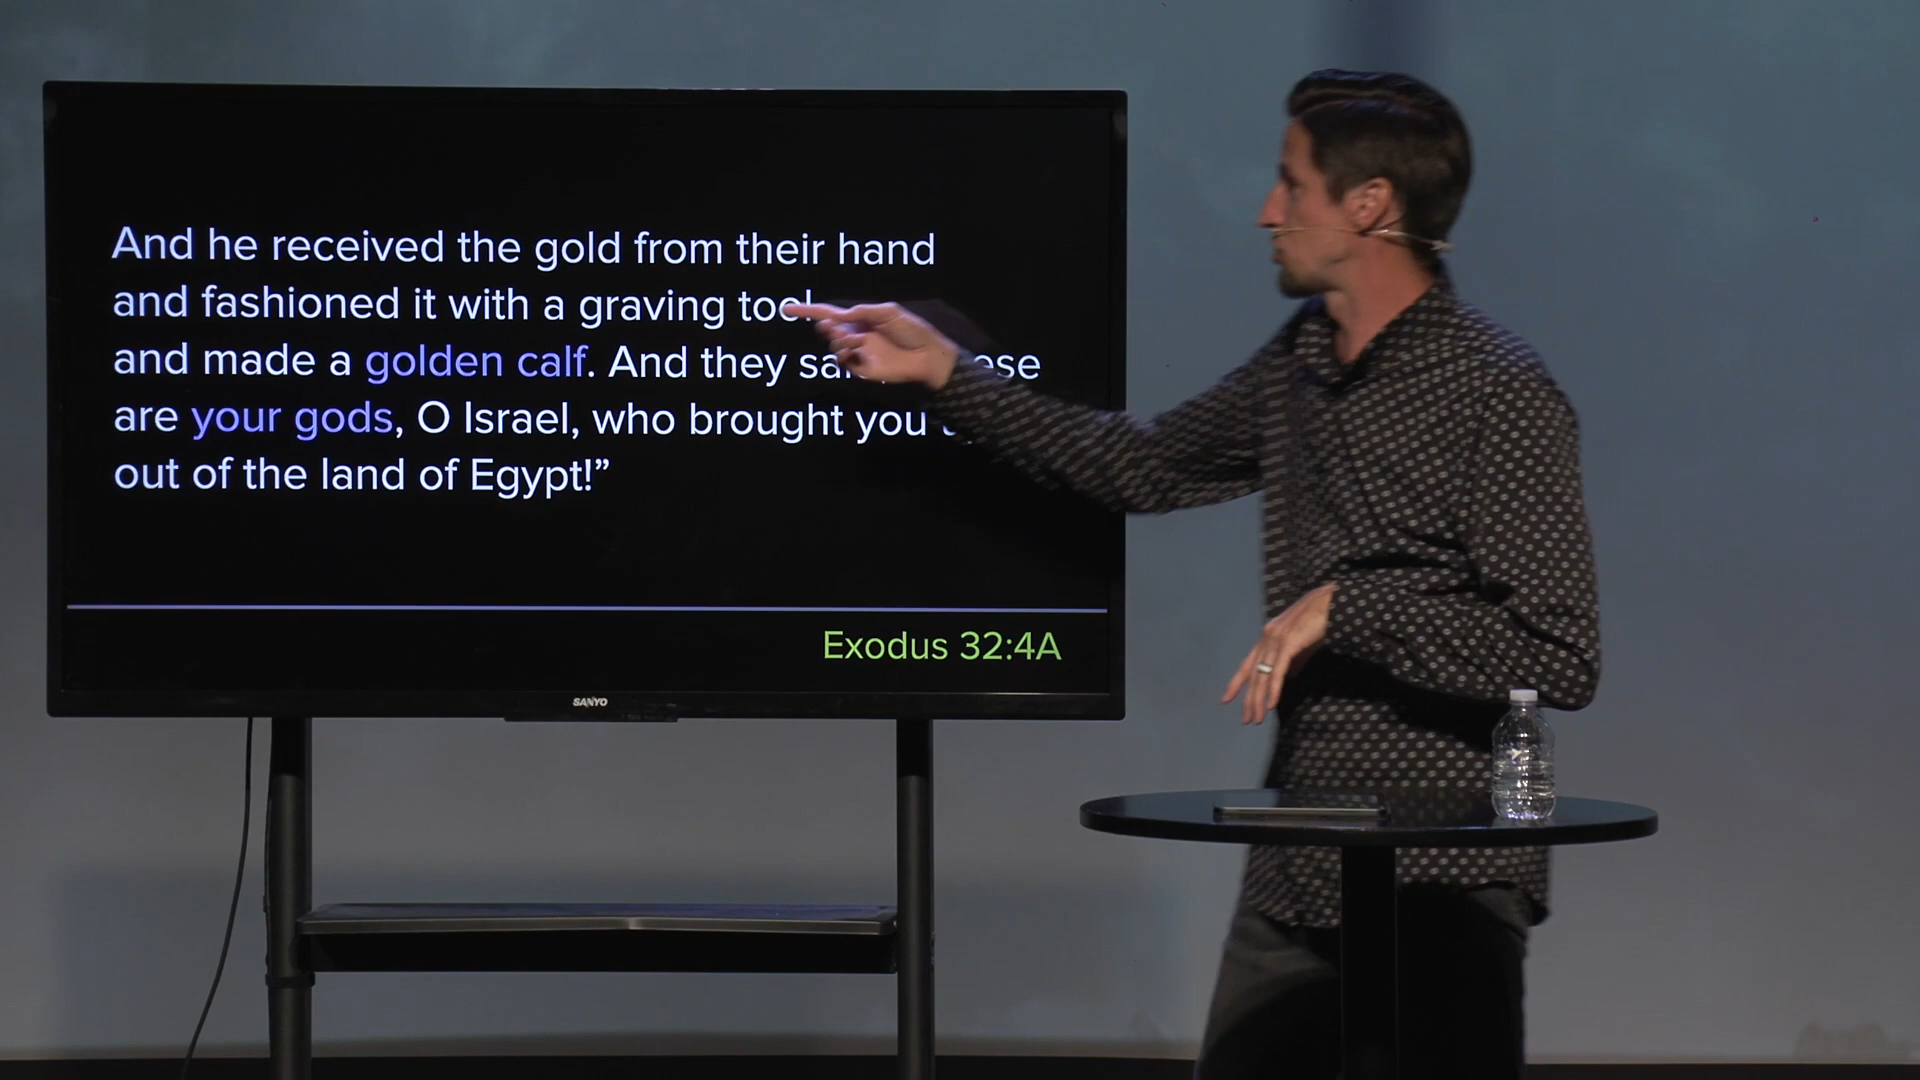 And he received the gold from their hand
and fashioned it with a graving tool
and made a golden calf. And they
are your gods, O Israel, who brought you
out of the land of Egypt!”
Exodus 32:4A
SANYO